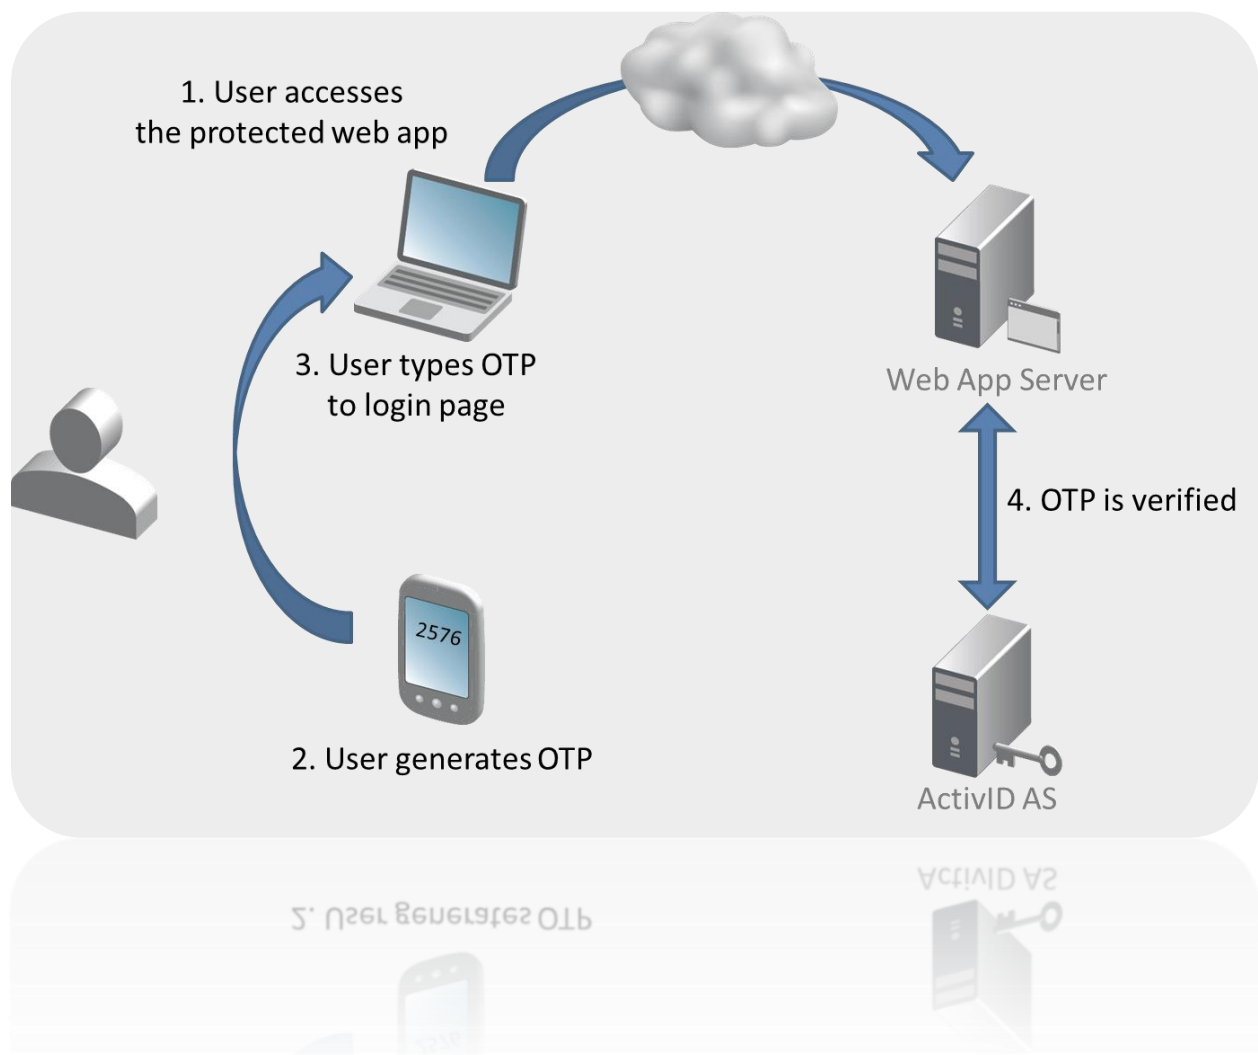 1. User accesses
the protected web app
3. User types OTP
to login page
Web App Server
4. OTP is verified
2576
2. User generates OTP
ActivID AS